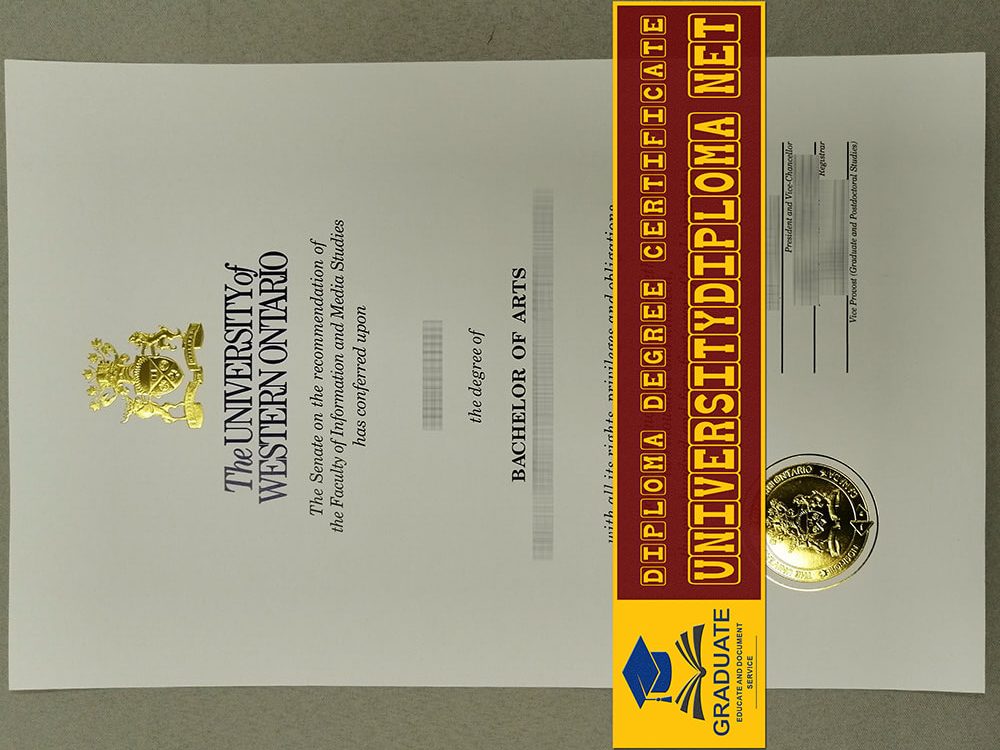 The UNIVERSITY of
WESTERN ONTARIO
The Senate on the recommendation of
the Faculty of Information and Media Studies
has conferred upon
the degree of
BACHELOR OF ARTS
with all its rights, privileges and obligations
DIPLOMA DEGREE CERTIFICATE
UNIVERSITYDIPLOMA NET
GRADUATE
EDUCATE AND DOCUMENT
SERVICE
President and Vice-Chancellor
Registrar
Vice Provost (Graduate and Postdoctoral Studies)
ONTARIO